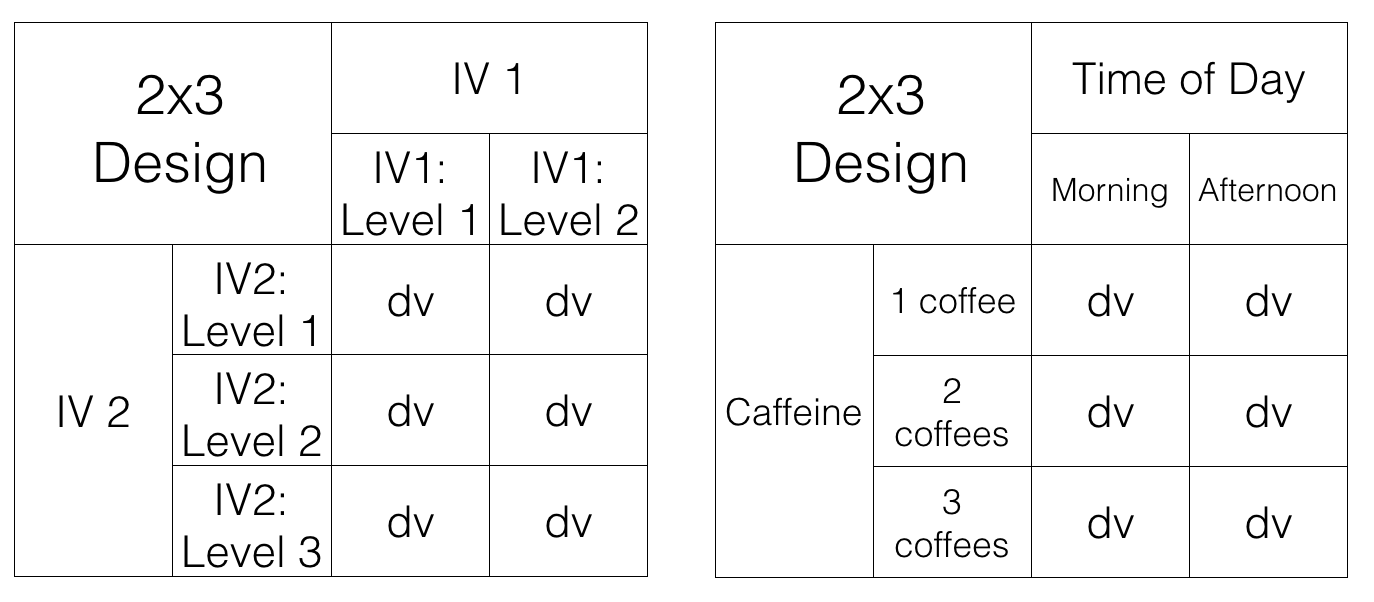 2x3
Design
IV 1
IV1:
Level 1
IV1:
Level 2
IV 2
IV2:
Level 1
dv
dv
IV2:
Level 2
dv
dv
IV2:
Level 3
dv
dv
2x3
Design
Time of Day
Morning
Afternoon
Caffeine
1 coffee
dv
dv
2
coffees
dv
dv
3
coffees
dv
dv